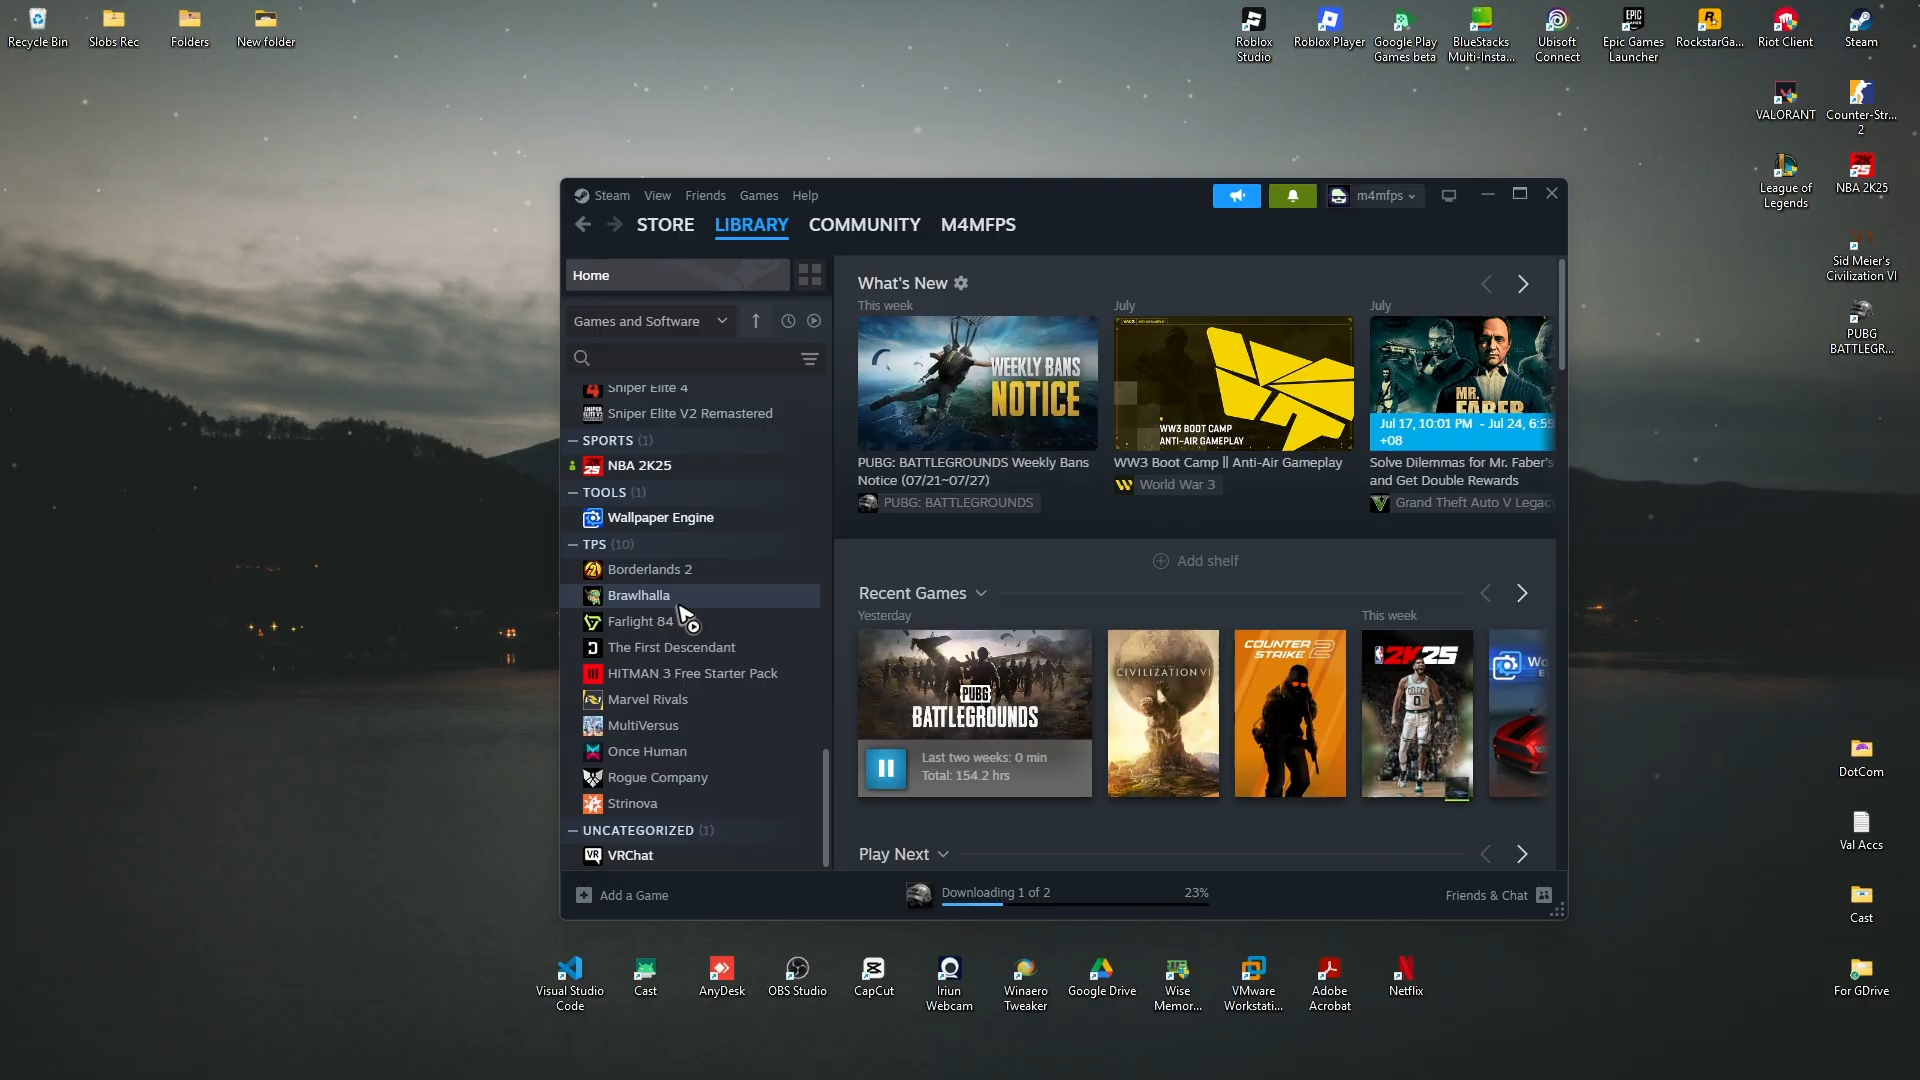 Recycle Bin
Slobs Rec
Folders
New folder
Roblox
Studio
Roblox Player
Google Play
Games beta
BlueStacks
Multi-Insta...
Ubisoft
Connect
Epic Games
Launcher
RockstarGa...
Riot Client
Steam
VALORANT
Counter-Str...
2
League of
Legends
NBA 2K25
Sid Meier's
Civilization VI
PUBG
BATTLEGR...
DotCom
Val Accs
Cast
For GDrive
Steam View Friends Games Help
m4mfps
STORE LIBRARY COMMUNITY M4MFPS
Home
Games and Software
Sniper Elite 4
Sniper Elite V2 Remastered
SPORTS (1)
NBA 2K25
TOOLS (1)
Wallpaper Engine
TPS (10)
Borderlands 2
Brawlhalla
Farlight 84
The First Descendant
HITMAN 3 Free Starter Pack
Marvel Rivals
MultiVersus
Once Human
Rogue Company
Strinova
UNCATEGORIZED (1)
VRChat
What's New
This week
WEEKLY BANS
NOTICE
PUBG: BATTLEGROUNDS Weekly Bans
Notice (07/21~07/27)
PUBG: BATTLEGROUNDS
July
WW3 BOOT CAMP
ANTI-AIR GAMEPLAY
WW3 Boot Camp || Anti-Air Gameplay
World War 3
July
MR.
FABER
Jul 17, 10:01 PM - Jul 24, 6:59
+08
Solve Dilemmas for Mr. Faber's
and Get Double Rewards
Grand Theft Auto V Legacy
Add shelf
Recent Games
Yesterday
This week
PUBG
BATTLEGROUNDS
Last two weeks: 0 min
Total: 154.2 hrs
CIVILIZATION VI
COUNTER
STRIKE 2
2K25
Play Next
Add a Game
Downloading 1 of 2
23%
Friends & Chat
Visual Studio
Code
Cast
AnyDesk
OBS Studio
CapCut
Iriun
Webcam
Winaero
Tweaker
Google Drive
Wise
Memor...
VMware
Workstati...
Adobe
Acrobat
Netflix